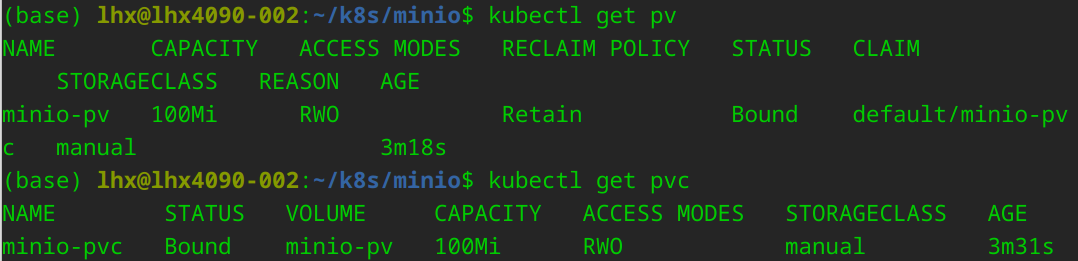 (base) lhx@lhx4090-002:~/k8s/minio$ kubectl get pv
NAME       CAPACITY   ACCESS MODES   RECLAIM POLICY   STATUS   CLAIM
    STORAGECLASS   REASON   AGE
minio-pv   100Mi      RWO            Retain           Bound    default/minio-pv
c   manual                  3m18s
(base) lhx@lhx4090-002:~/k8s/minio$ kubectl get pvc
NAME        STATUS   VOLUME     CAPACITY   ACCESS MODES   STORAGECLASS   AGE
minio-pvc   Bound    minio-pv   100Mi      RWO            manual         3m31s